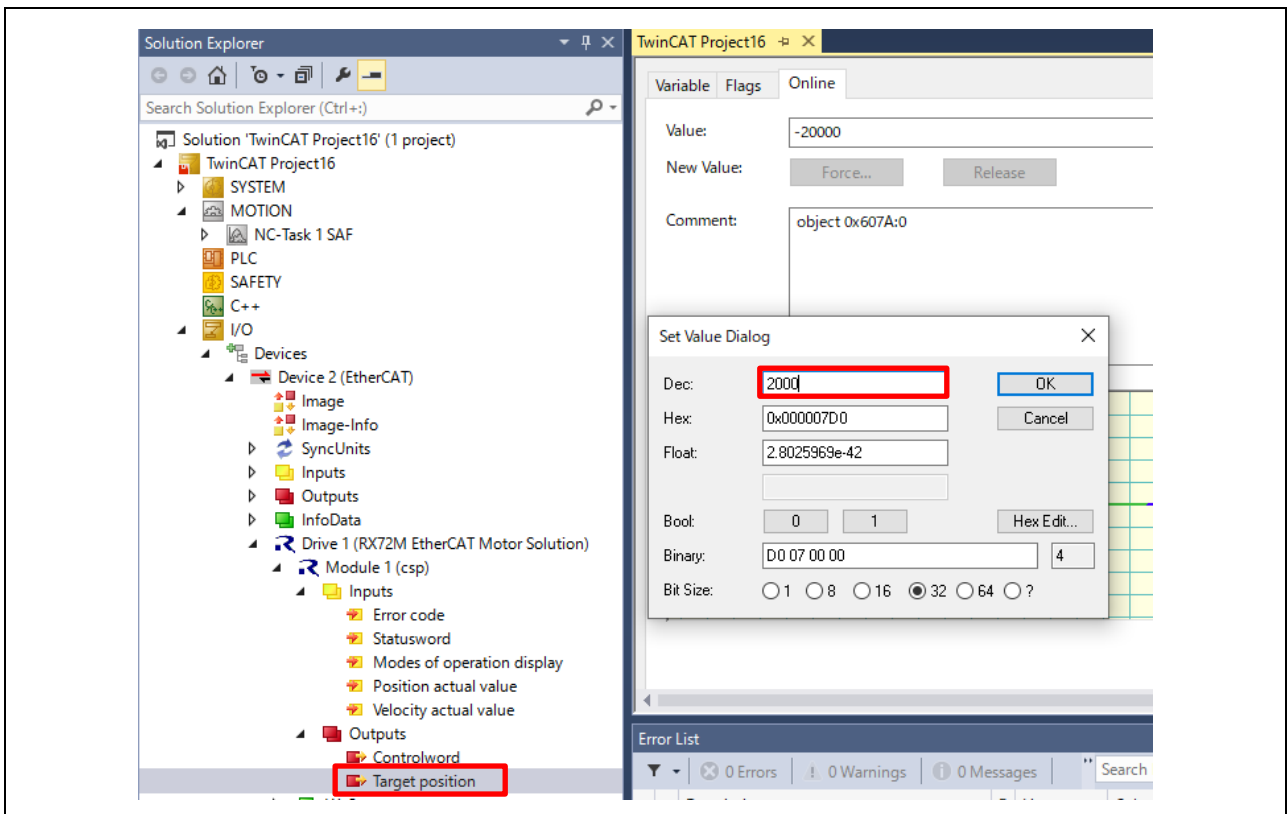 Solution Explorer
Search Solution Explorer (Ctrl+:)
Solution 'TwinCAT Project16' (1 project)
TwinCAT Project16
SYSTEM
MOTION
NC-Task 1 SAF
PLC
SAFETY
C++
I/O
Devices
Device 2 (EtherCAT)
Image
Image-Info
SyncUnits
Inputs
Outputs
InfoData
Drive 1 (RX72M EtherCAT Motor Solution)
Module 1 (csp)
Inputs
Error code
Statusword
Modes of operation display
Position actual value
Velocity actual value
Outputs
Controlword
Target position
TwinCAT Project16
Variable Flags Online
Value: -20000
New Value: Force... Release
Comment: object 0x607A:0
Set Value Dialog
Dec: 2000 OK
Hex: 0x000007D0 Cancel
Float: 2.8025969e-42
Bool: 0 1 Hex Edit...
Binary: D0 07 00 00 4
Bit Size: 1 8 16 32 64 ?
Error List
0 Errors 0 Warnings 0 Messages Search